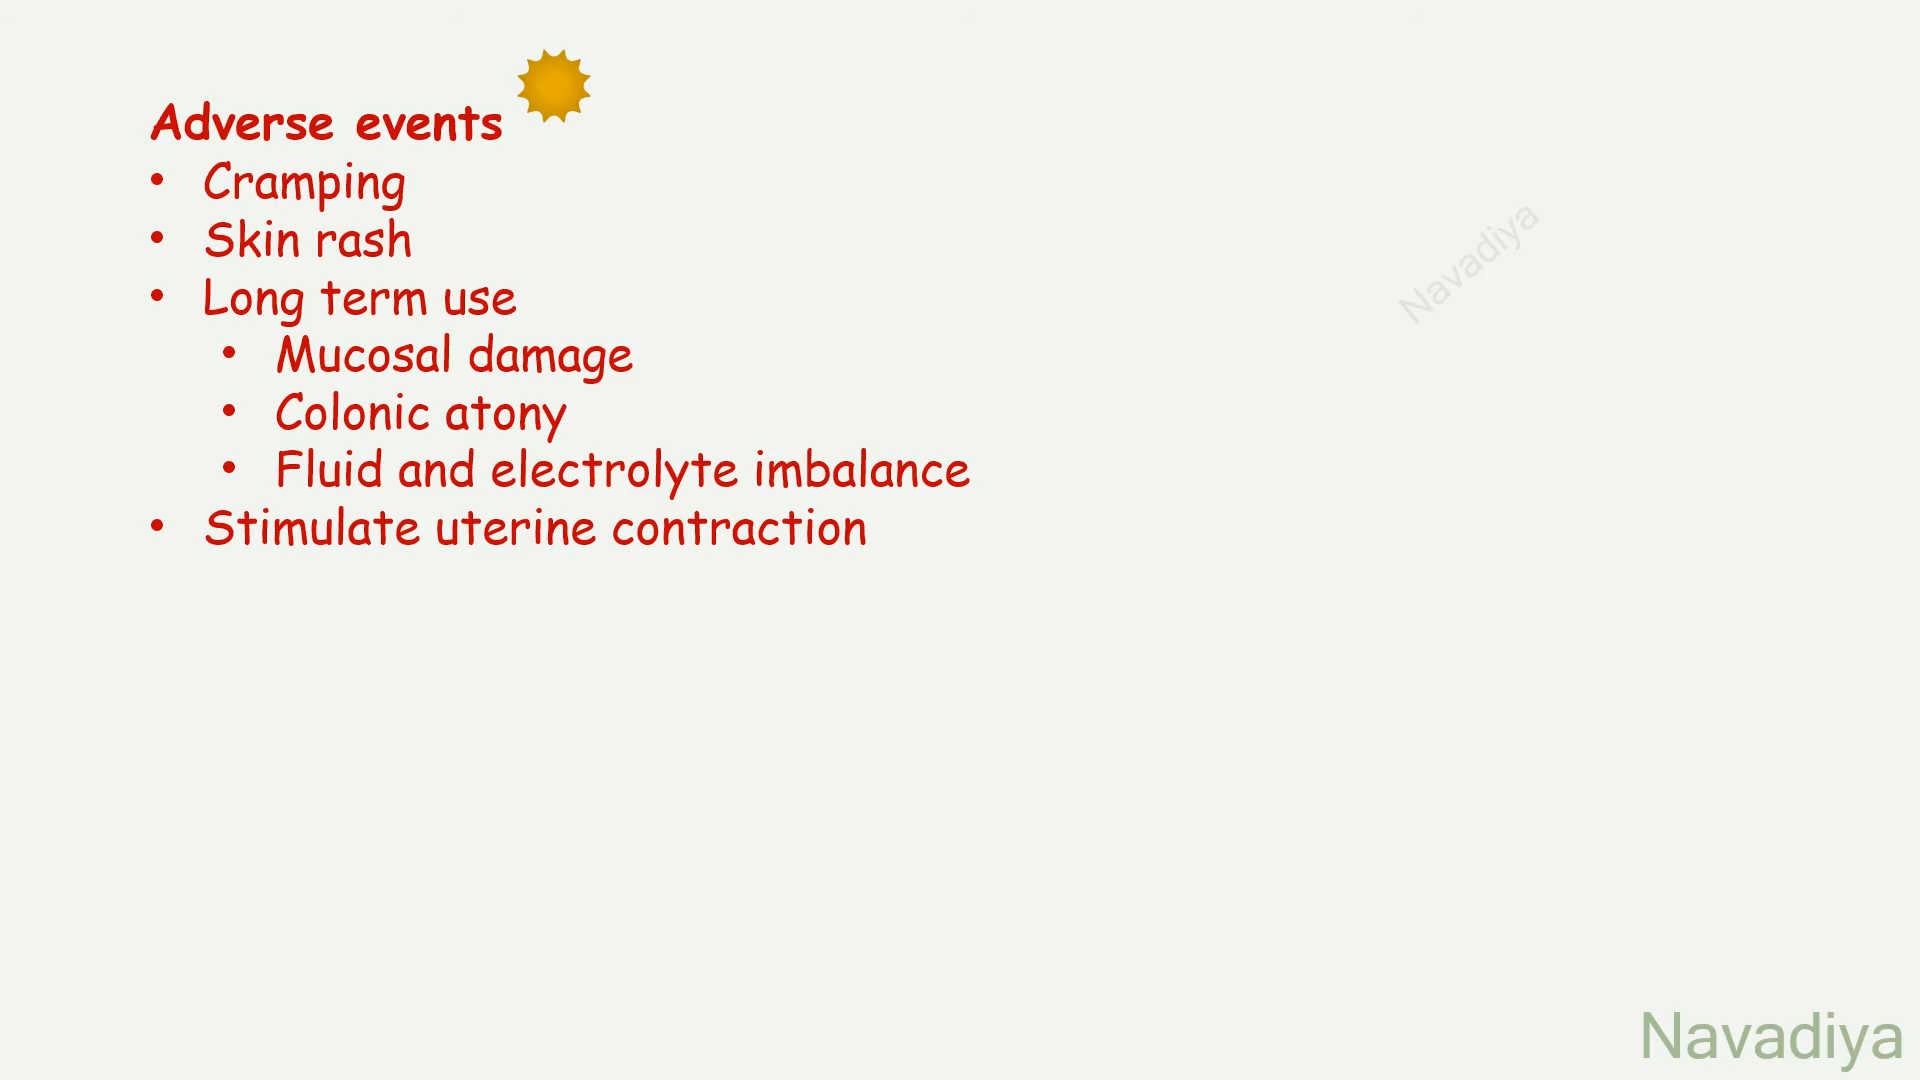 Adverse events
• Cramping
• Skin rash
• Long term use
• Mucosal damage
• Colonic atony
• Fluid and electrolyte imbalance
• Stimulate uterine contraction
Navadiya
Navadiya